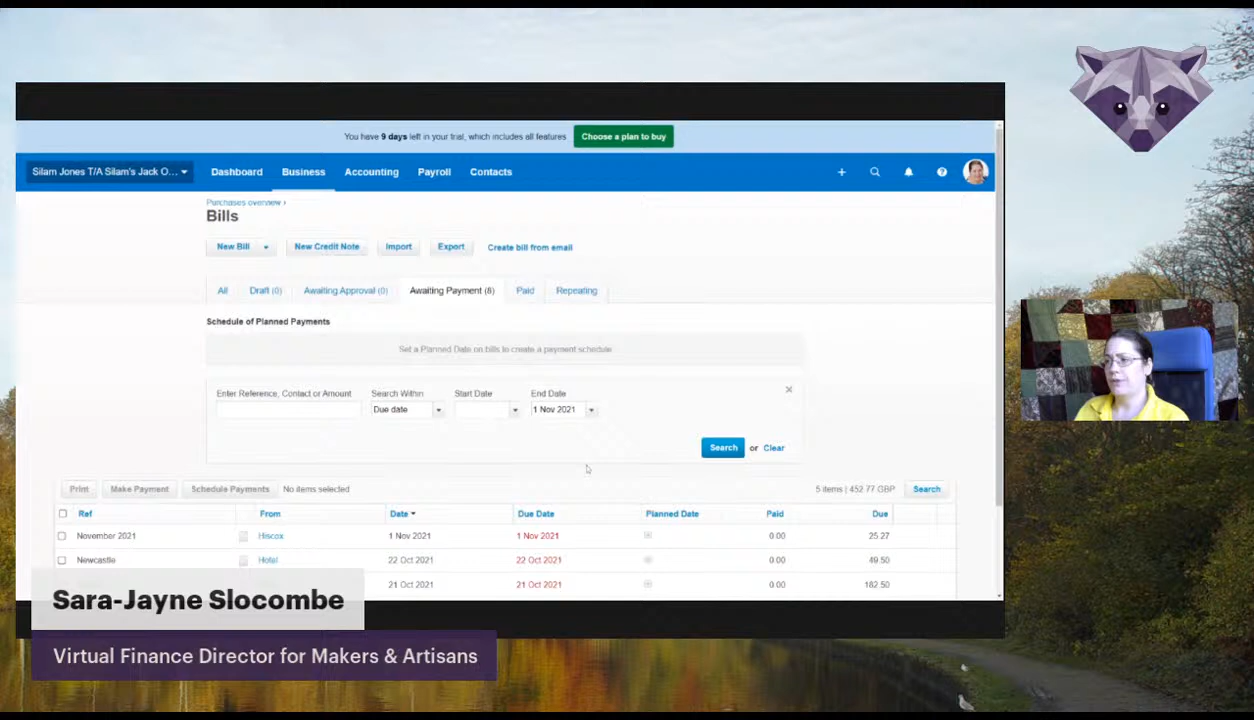 You have 9 days left in your trial, which includes all features Choose a plan to buy
Silam Jones T/A Silam's Jack O... Dashboard Business Accounting Payroll Contacts
Purchases overview ›
Bills
New Bill New Credit Note Import Export Create bill from email
All Draft (0) Awaiting Approval (0) Awaiting Payment (8) Paid Repeating
Schedule of Planned Payments
Set a Planned Date on bills to create a payment schedule
Enter Reference, Contact or Amount Search Within Start Date End Date
Due date 1 Nov 2021
Search or Clear
Print Make Payment Schedule Payments No items selected 5 items | 452.77 GBP Search
Ref From Date Due Date Planned Date Paid Due
November 2021 Hiscox 1 Nov 2021 1 Nov 2021 0.00 25.27
Newcastle Hotel 22 Oct 2021 22 Oct 2021 0.00 49.50
21 Oct 2021 21 Oct 2021 0.00 182.50
Sara-Jayne Slocombe
Virtual Finance Director for Makers & Artisans